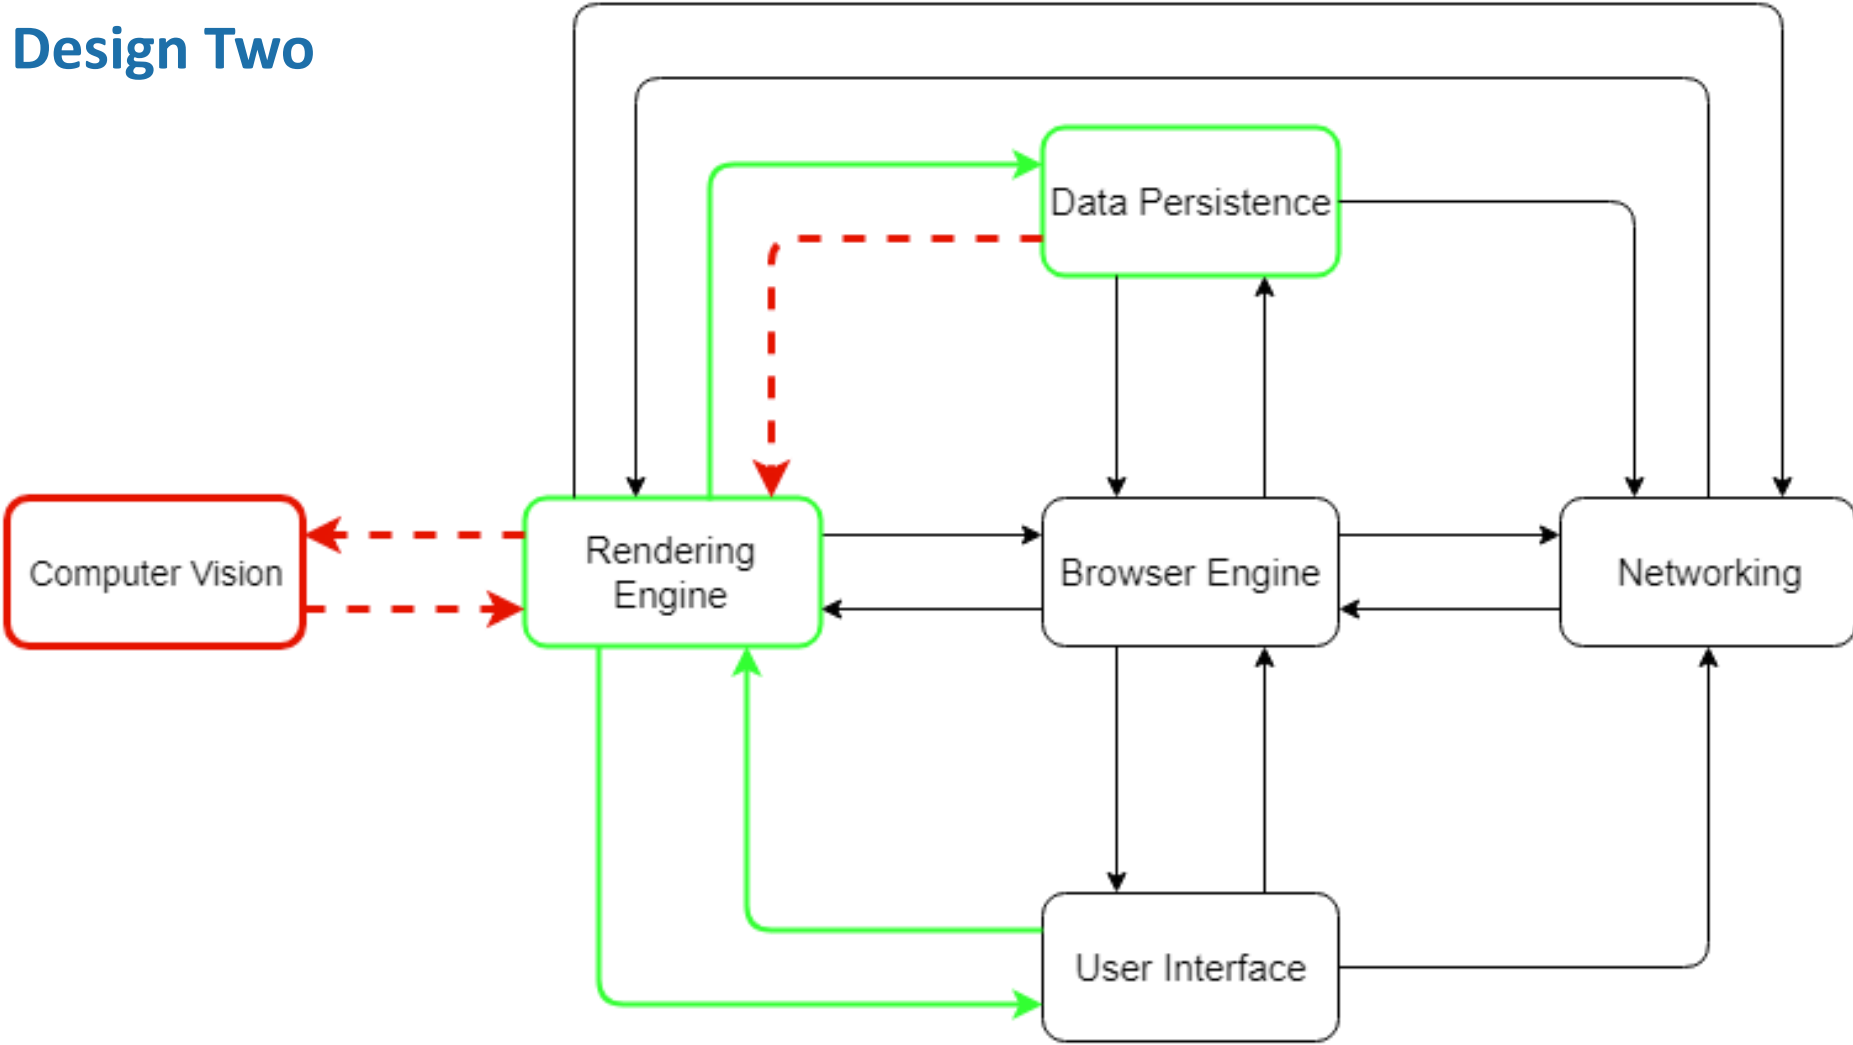 Design Two
Data Persistence
Computer Vision
Rendering
Engine
Browser Engine
Networking
User Interface